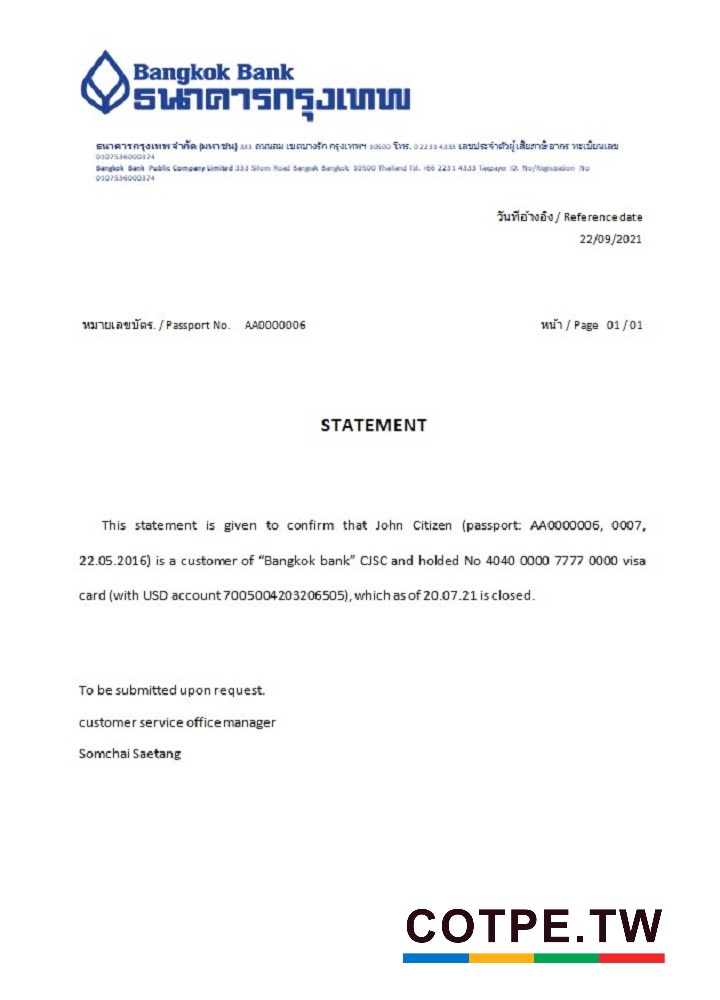 Bangkok Bank
ธนาคารกรุงเทพ
ธนาคารกรุงเทพ จำกัด (มหาชน) 333 ถนนสีลม เขตบางรัก กรุงเทพฯ 10500 โทร. 0 2231 4333 เลขประจำตัวผู้เสียภาษีอากร ทะเบียนเลข
0107536000374
Bangkok Bank Public Company Limited 333 Silom Road Bangrak Bangkok 10500 Thailand Tel. +66 2231 4333 Taxpayer ID. No/Registration No
0107536000374
วันที่อ้างอิง / Reference date
22/09/2021
หมายเลขบัตร. / Passport No. AA0000006
หน้า / Page 01 / 01
STATEMENT
This statement is given to confirm that John Citizen (passport: AA0000006, 0007,
22.05.2016) is a customer of “Bangkok bank” CJSC and holded No 4040 0000 7777 0000 visa
card (with USD account 7005004203206505), which as of 20.07.21 is closed.
To be submitted upon request.
customer service office manager
Somchai Saetang
COTPE.TW